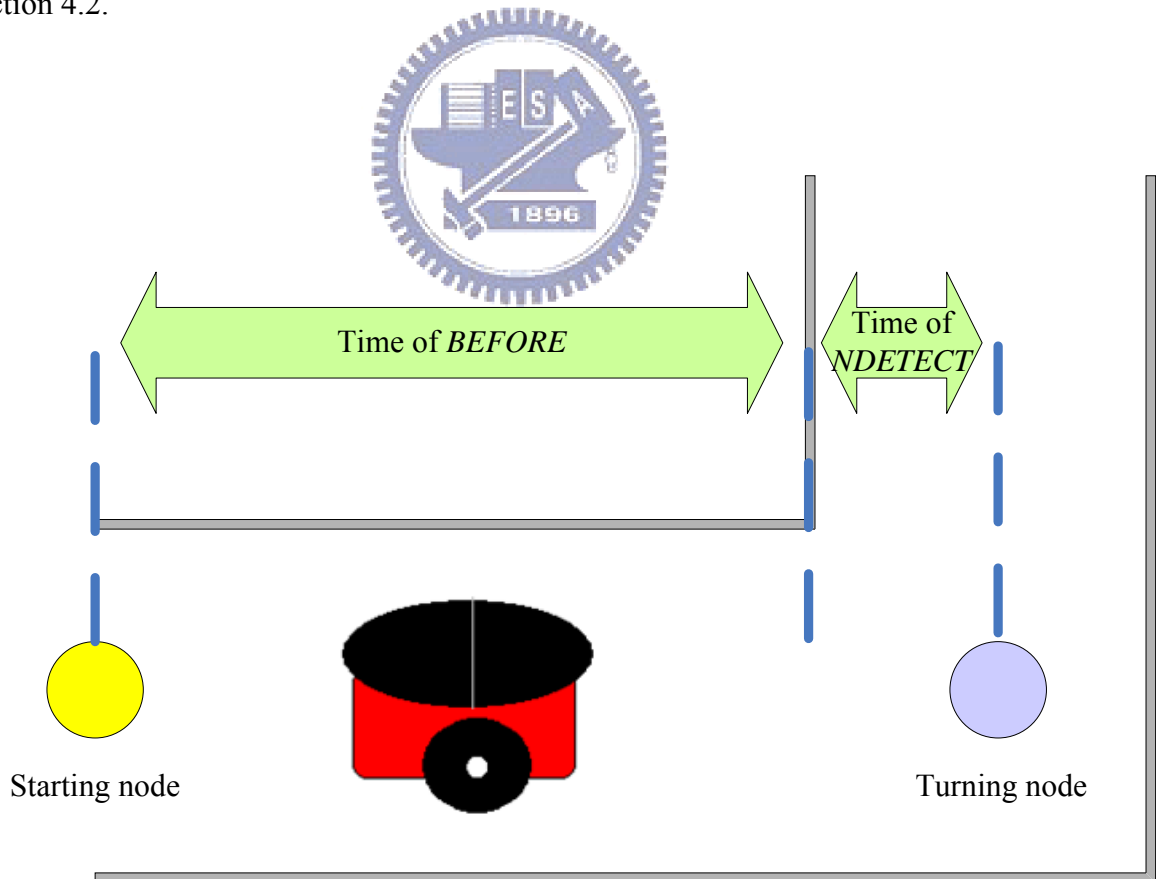 ction 4.2.
E S A
1896
Time of BEFORE
Time of
NDETECT
Starting node
Turning node